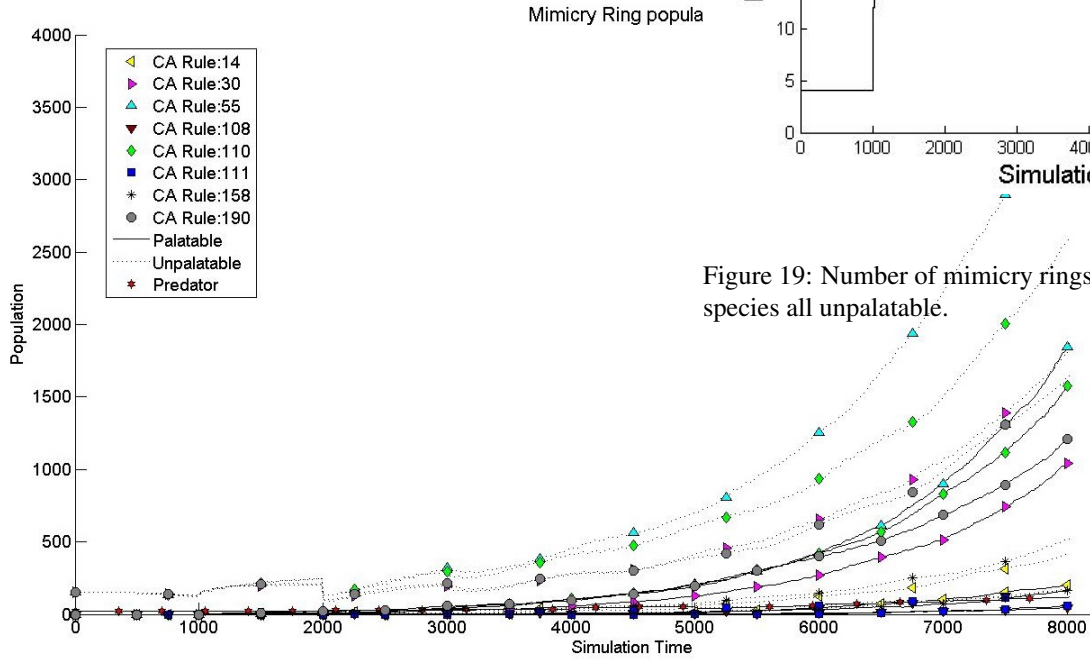 Mimicry Ring popula
4000
3500
3000
2500
2000
1500
1000
500
0
Population
CA Rule:14
CA Rule:30
CA Rule:55
CA Rule:108
CA Rule:110
CA Rule:111
CA Rule:158
CA Rule:190
Palatable
Unpalatable
Predator
0 1000 2000 3000 4000 5000 6000 7000 8000
Simulation Time
10
5
0
0 1000 2000 3000 400
Simulatio
Figure 19: Number of mimicry rings
species all unpalatable.